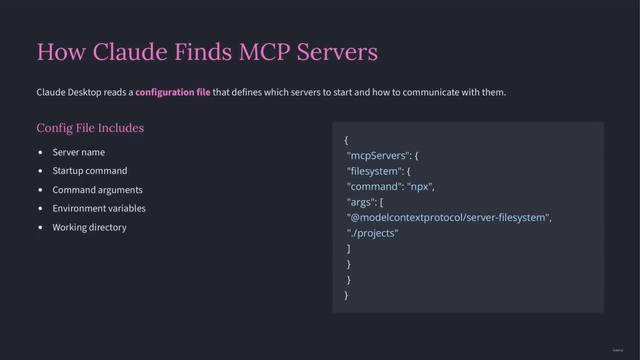 How Claude Finds MCP Servers
Claude Desktop reads a configuration file that defines which servers to start and how to communicate with them.
Config File Includes
• Server name
• Startup command
• Command arguments
• Environment variables
• Working directory
{
"mcpServers": {
"filesystem": {
"command": "npx",
"args": [
"@modelcontextprotocol/server-filesystem",
"./projects"
]
}
}
}